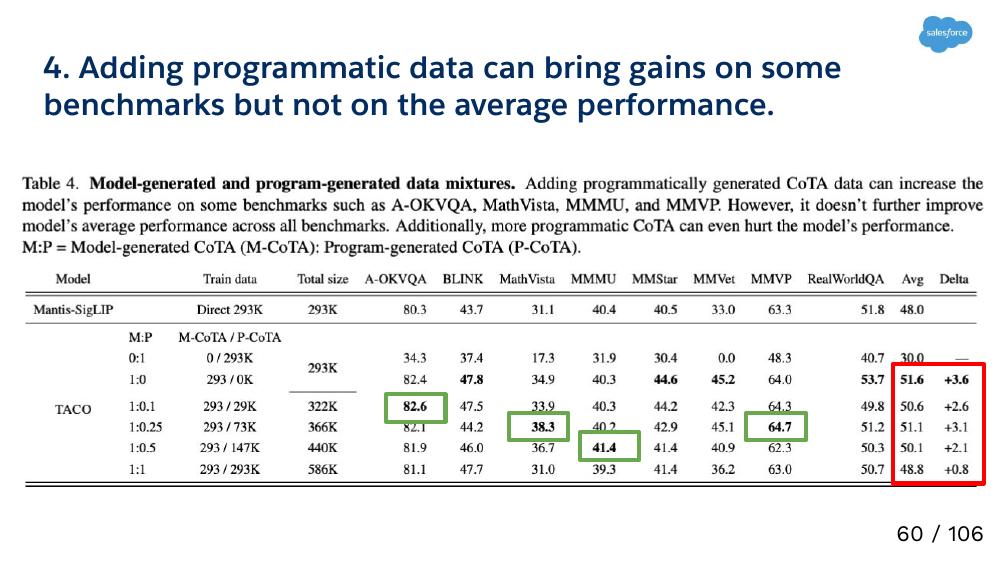 salesforce
4. Adding programmatic data can bring gains on some
benchmarks but not on the average performance.
Table 4. Model-generated and program-generated data mixtures. Adding programmatically generated CoTA data can increase the
model's performance on some benchmarks such as A-OKVQA, MathVista, MMMU, and MMVP. However, it doesn't further improve
model's average performance across all benchmarks. Additionally, more programmatic CoTA can even hurt the model's performance.
M:P = Model-generated CoTA (M-CoTA): Program-generated CoTA (P-CoTA).
Model Train data Total size A-OKVQA BLINK MathVista MMMU MMStar MMVet MMVP RealWorldQA Avg Delta
Mantis-SigLIP Direct 293K 293K 80.3 43.7 31.1 40.4 40.5 33.0 63.3 51.8 48.0
M:P M-CoTA / P-CoTA
0:1 0 / 293K 293K 34.3 37.4 17.3 31.9 30.4 0.0 48.3 40.7 30.0 —
1:0 293 / 0K 82.4 47.8 34.9 40.3 44.6 45.2 64.0 53.7 51.6 +3.6
TACO 1:0.1 293 / 29K 322K 82.6 47.5 33.9 40.3 44.2 42.3 64.3 49.8 50.6 +2.6
1:0.25 293 / 73K 366K 82.1 44.2 38.3 40.2 42.9 45.1 64.7 51.2 51.1 +3.1
1:0.5 293 / 147K 440K 81.9 46.0 36.7 41.4 41.4 40.9 62.3 50.3 50.1 +2.1
1:1 293 / 293K 586K 81.1 47.7 31.0 39.3 41.4 36.2 63.0 50.7 48.8 +0.8
60 / 106